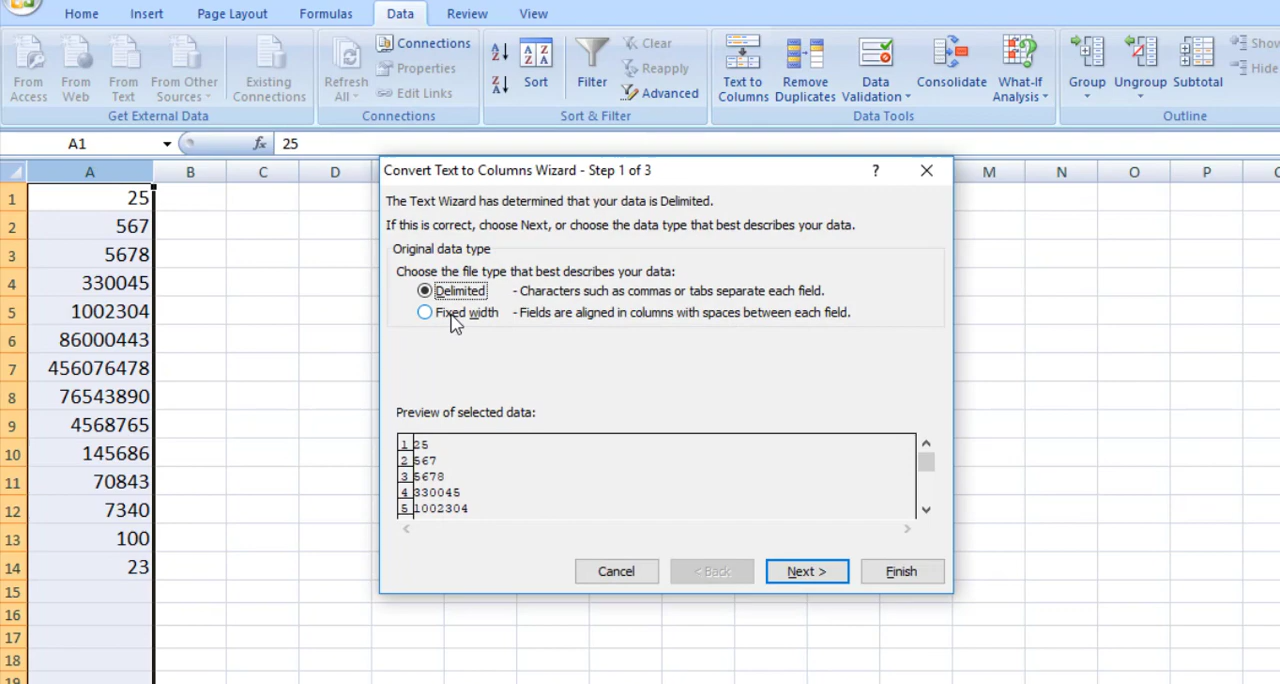 Home Insert Page Layout Formulas Data Review View
From Access
From Web
From Text
From Other Sources
Existing Connections
Get External Data
Refresh All
Connections
Properties
Edit Links
Connections
Sort
Filter
Clear
Reapply
Advanced
Sort & Filter
Text to Columns
Remove Duplicates
Data Validation
Consolidate
What-If Analysis
Data Tools
Group
Ungroup
Subtotal
Show
Hide
Outline
A1 fx 25
A B C D M N O P
1 25
2 567
3 5678
4 330045
5 1002304
6 86000443
7 456076478
8 76543890
9 4568765
10 145686
11 70843
12 7340
13 100
14 23
15
16
17
18
19
Convert Text to Columns Wizard - Step 1 of 3 ?
The Text Wizard has determined that your data is Delimited.
If this is correct, choose Next, or choose the data type that best describes your data.
Original data type
Choose the file type that best describes your data:
Delimited - Characters such as commas or tabs separate each field.
Fixed width - Fields are aligned in columns with spaces between each field.
Preview of selected data:
1 25
2 567
3 5678
4 330045
5 1002304
Cancel < Back Next > Finish